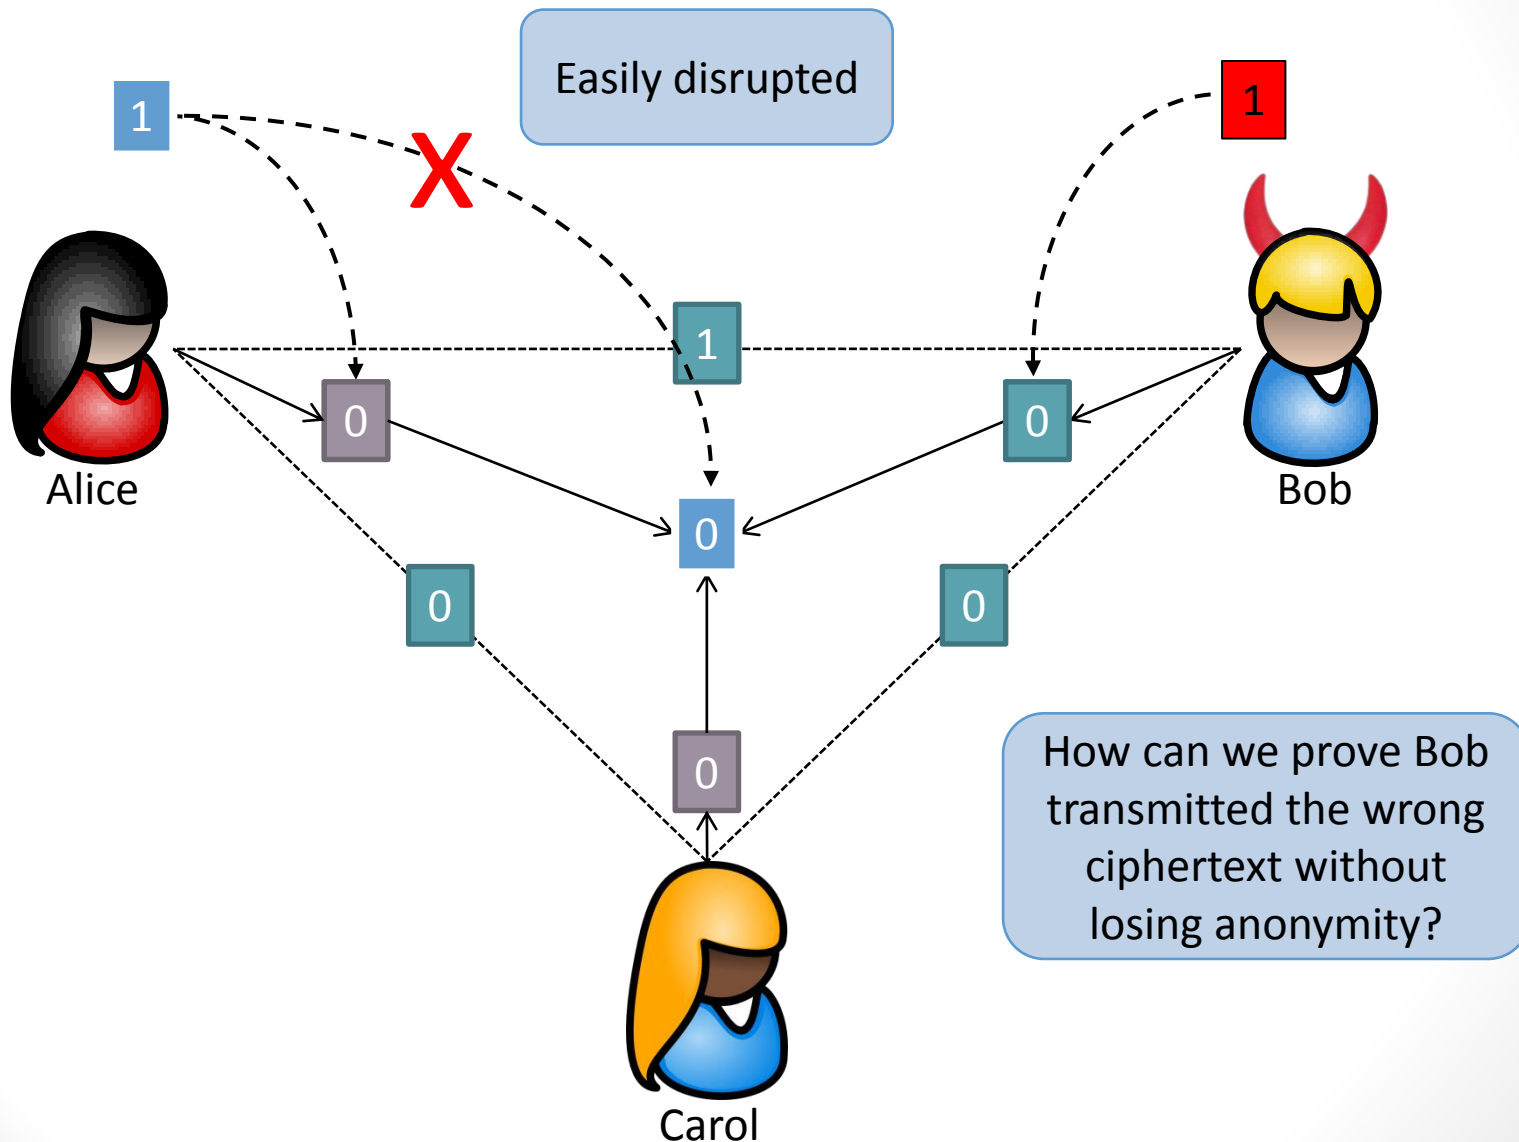 Easily disrupted
1
X
1
1
0
0
Alice
Bob
0
0
0
0
How can we prove Bob
transmitted the wrong
ciphertext without
losing anonymity?
Carol